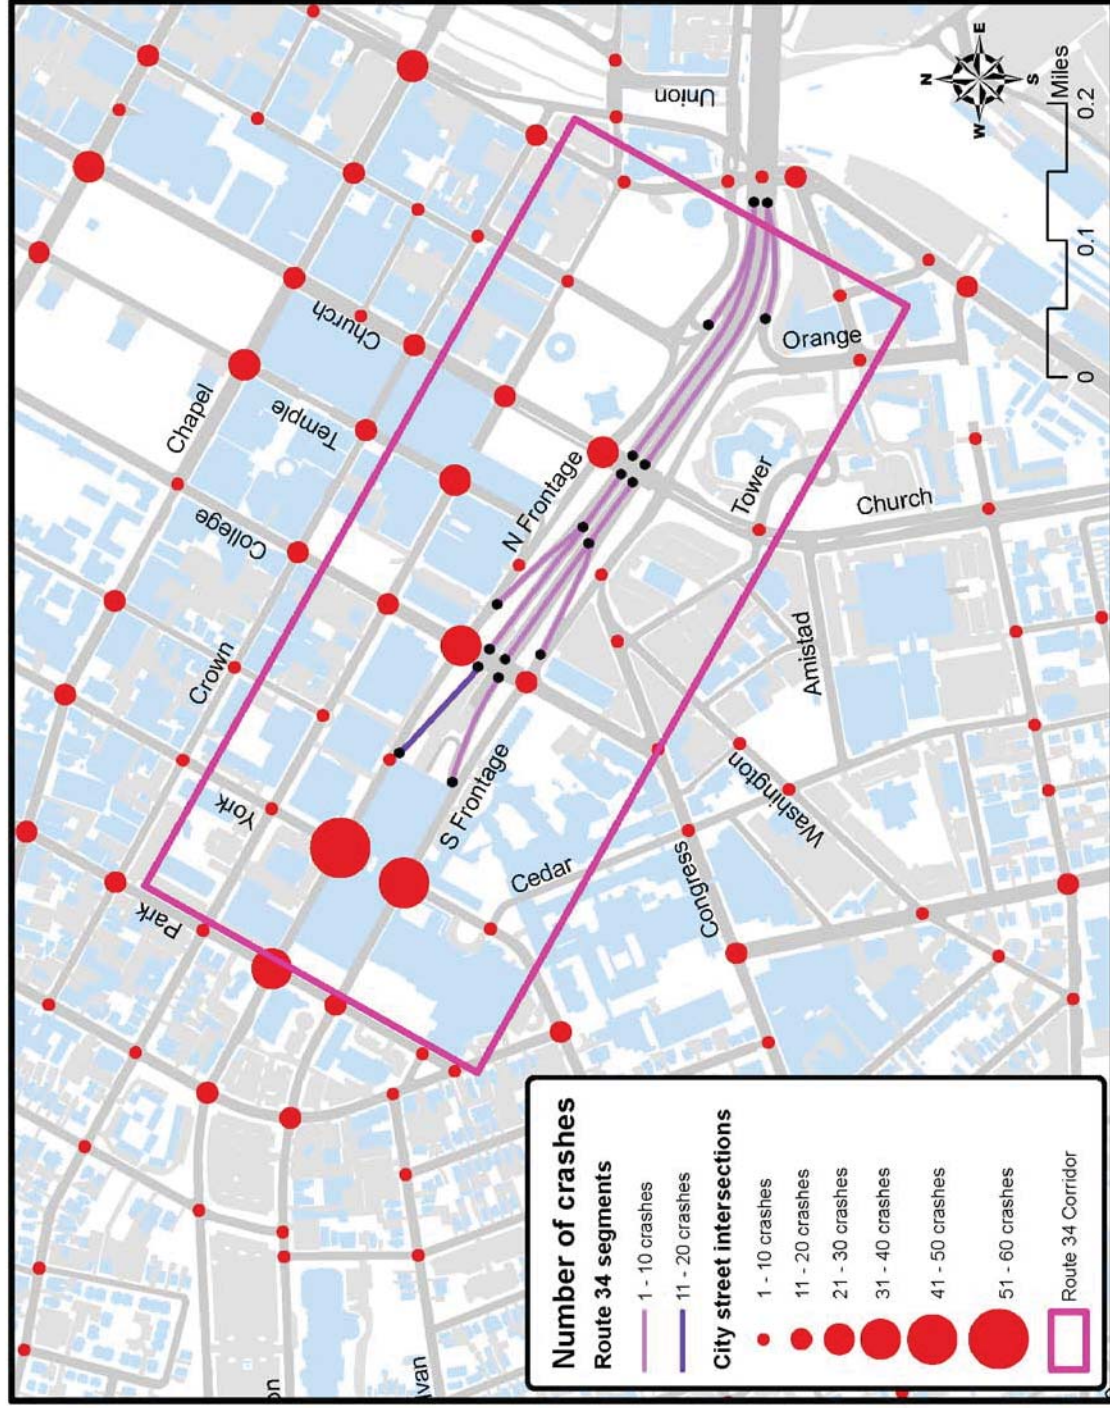 N
E
S
W
Union
Miles
0.2
0.1
0
Chapel
Church
Temple
College
Crown
York
Park
N Frontage
S Frontage
Orange
Tower
Church
Amistad
Washington
Congress
Cedar
on
lvan
Number of crashes
Route 34 segments
1 - 10 crashes
11 - 20 crashes
City street intersections
1 - 10 crashes
11 - 20 crashes
21 - 30 crashes
31 - 40 crashes
41 - 50 crashes
51 - 60 crashes
Route 34 Corridor